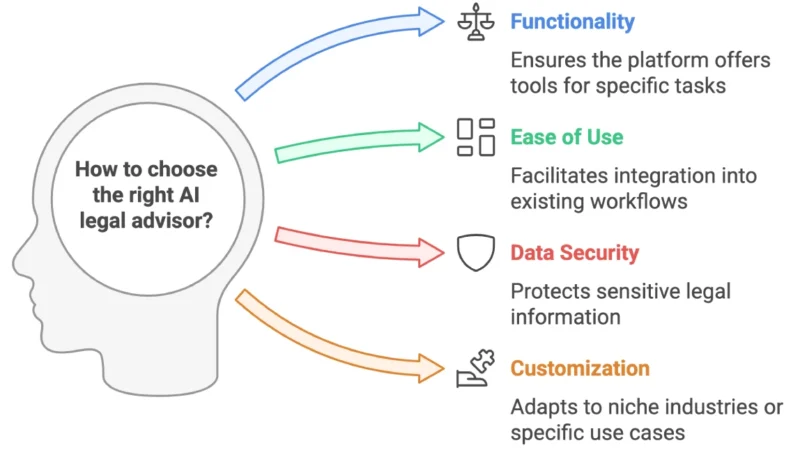 How to choose
the right AI
legal advisor?
Functionality
Ensures the platform offers
tools for specific tasks
Ease of Use
Facilitates integration into
existing workflows
Data Security
Protects sensitive legal
information
Customization
Adapts to niche industries or
specific use cases